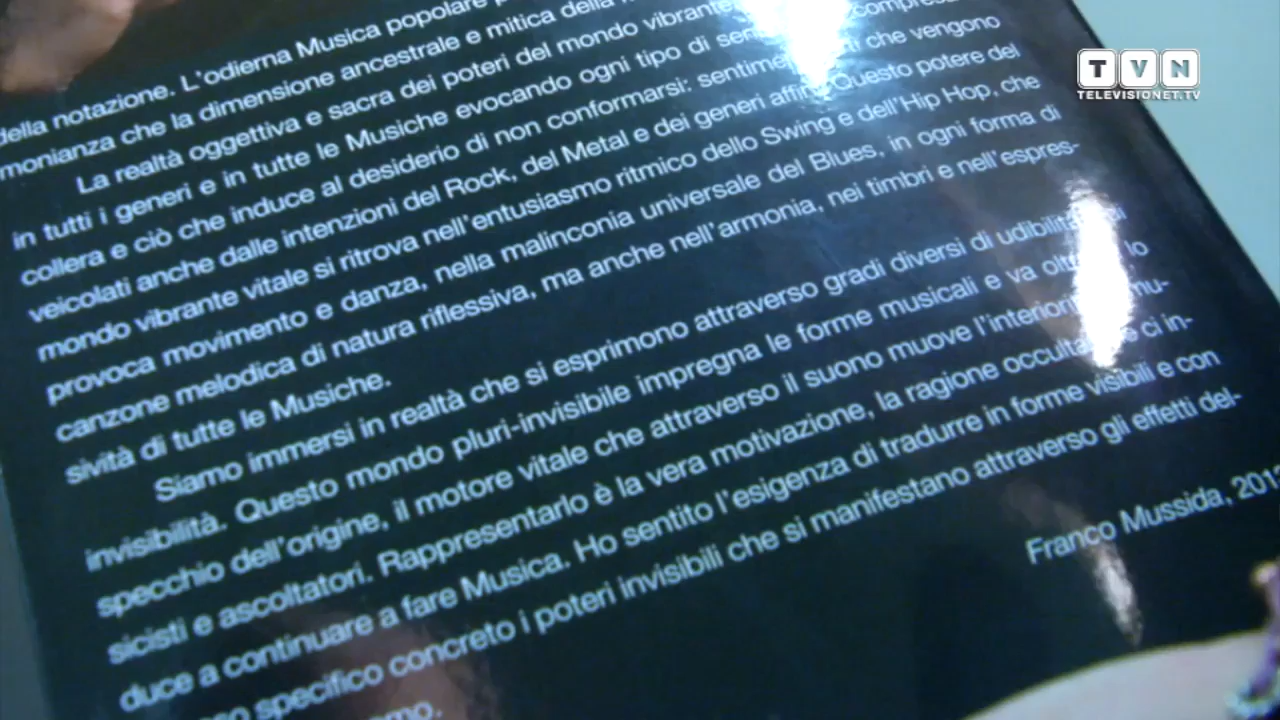 della notazione. L'odierna Musica popolare
monianza che la dimensione ancestrale e mitica della
La realtà oggettiva e sacra dei poteri del mondo vibrante
in tutti i generi e in tutte le Musiche evocando ogni tipo di
collera e ciò che induce al desiderio di non conformarsi: che vengono
veicolati anche dalle intenzioni del Rock, del Metal e dei generi affini. Questo potere del
mondo vibrante vitale si ritrova nell'entusiasmo ritmico dello Swing e dell'Hip Hop, che
provoca movimento e danza, nella malinconia universale del Blues, in ogni forma di
canzone melodica di natura riflessiva, ma anche nell'armonia, nei timbri e nell'espres-
sività di tutte le Musiche.
Siamo immersi in realtà che si esprimono attraverso gradi diversi di udibilità
invisibilità. Questo mondo pluri-invisibile impregna le forme musicali e va lo
specchio dell'origine, il motore vitale che attraverso il suono muove l'interiorità mu-
sicisti e ascoltatori. Rappresentarlo è la vera motivazione, la ragione occulta ci in-
duce a continuare a fare Musica. Ho sentito l'esigenza di tradurre in forme visibili e con
specifico concreto i poteri invisibili che si manifestano attraverso gli effetti del-
Franco Mussida,
TVN
TELEVISIONET.TV